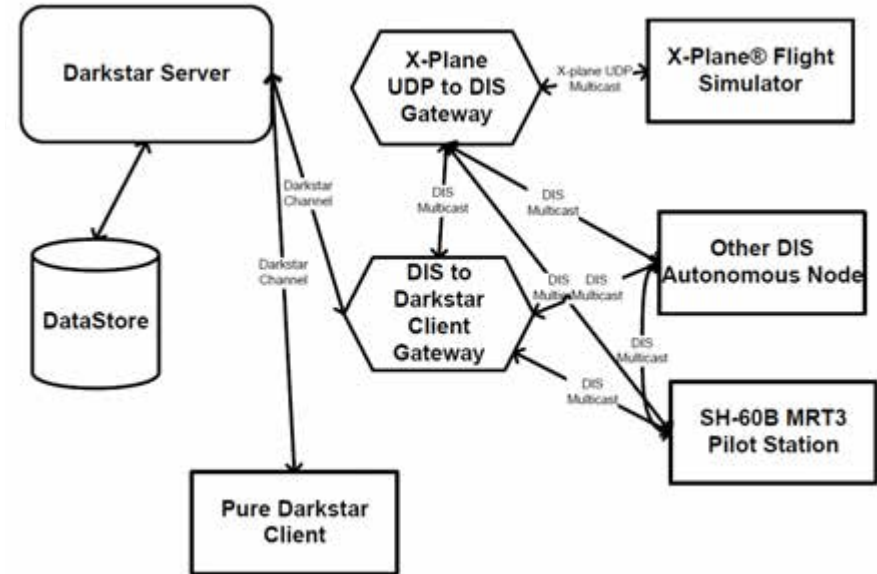 Darkstar Server
X-Plane
UDP to DIS
Gateway
X-plane UDP
Multicast
X-Plane® Flight
Simulator
Darkstar
Channel
DIS
Multicast
DIS
Multicast
Darkstar
Channel
DataStore
DIS to
Darkstar
Client
Gateway
DIS
DIS
Multicast
Other DIS
Autonomous Node
DIS
Multicast
DIS
Multicast
SH-60B MRT3
Pilot Station
Pure Darkstar
Client